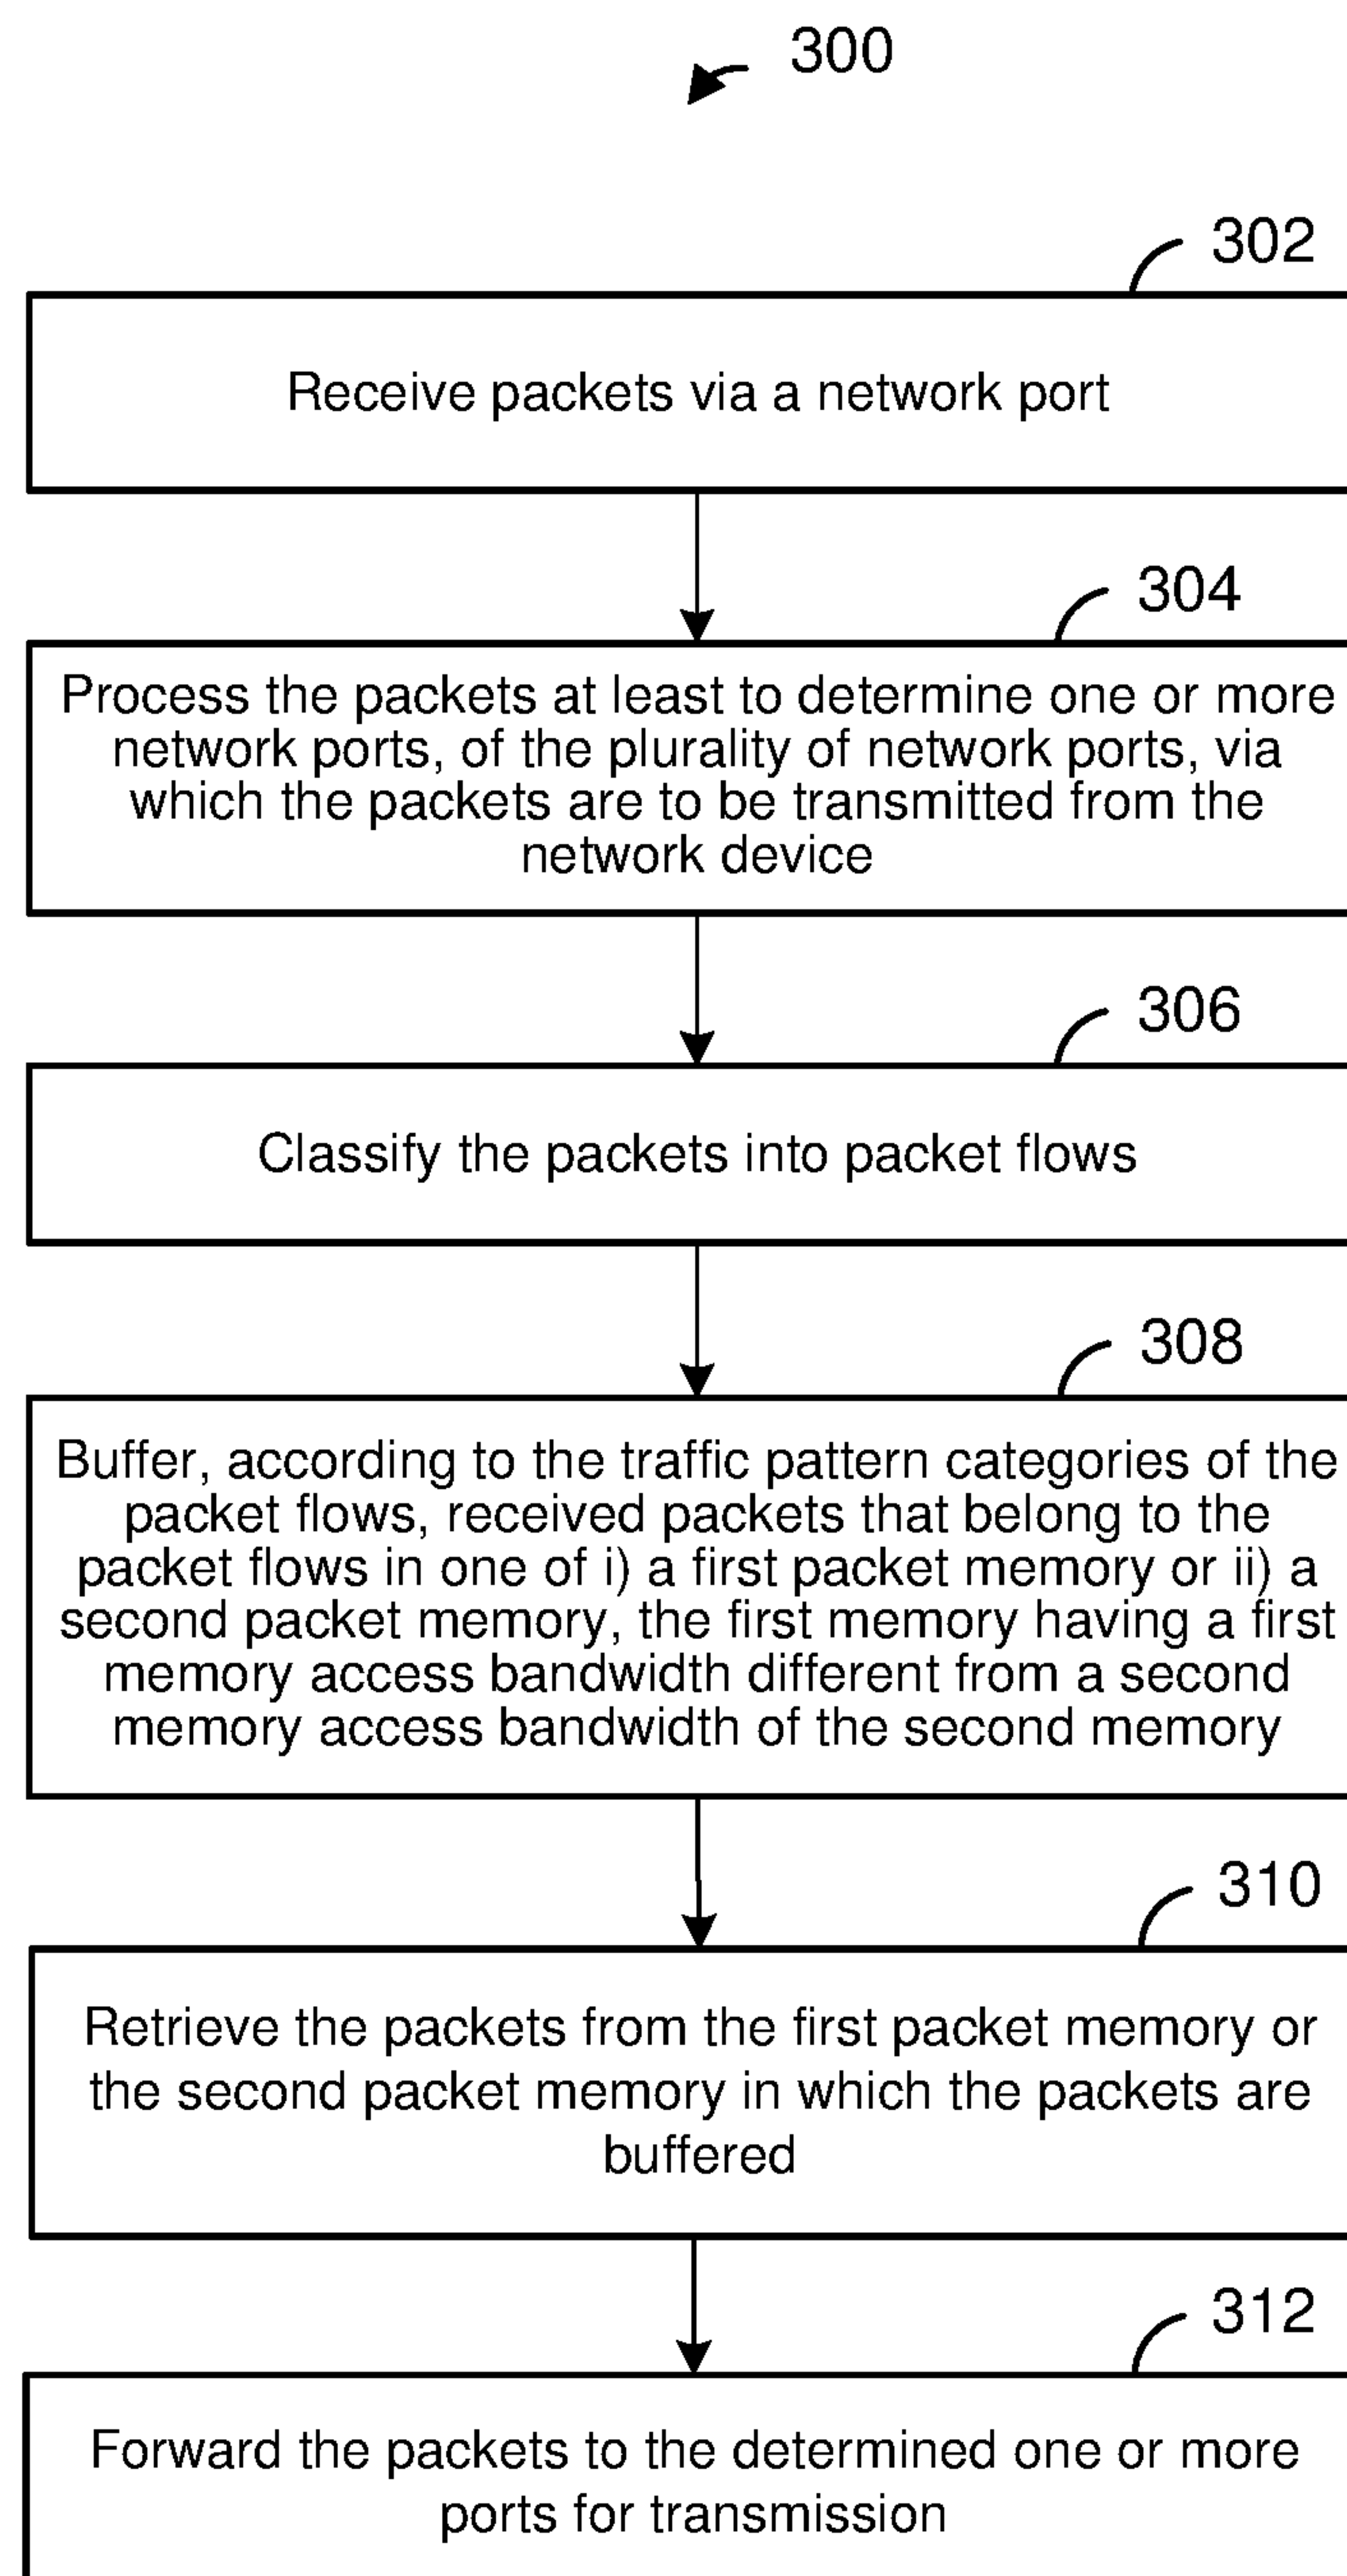 300
302
Receive packets via a network port
304
Process the packets at least to determine one or more
network ports, of the plurality of network ports, via
which the packets are to be transmitted from the
network device
306
Classify the packets into packet flows
308
Buffer, according to the traffic pattern categories of the
packet flows, received packets that belong to the
packet flows in one of i) a first packet memory or ii) a
second packet memory, the first memory having a first
memory access bandwidth different from a second
memory access bandwidth of the second memory
310
Retrieve the packets from the first packet memory or
the second packet memory in which the packets are
buffered
312
Forward the packets to the determined one or more
ports for transmission